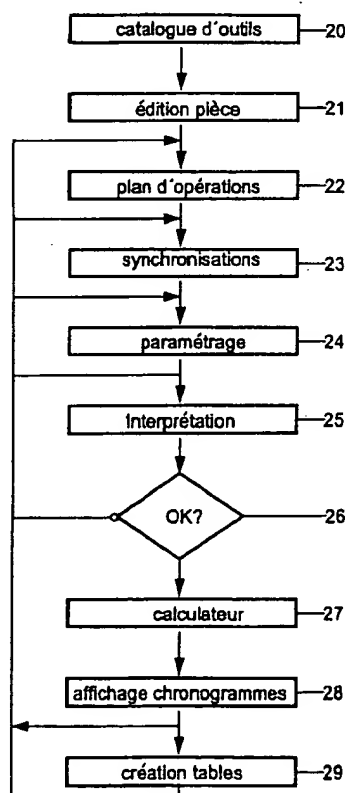 catalogue d'outils 20
édition pièce 21
plan d'opérations 22
synchronisations 23
paramétrage 24
Interprétation 25
OK? 26
calculateur 27
affichage chronogrammes 28
création tables 29